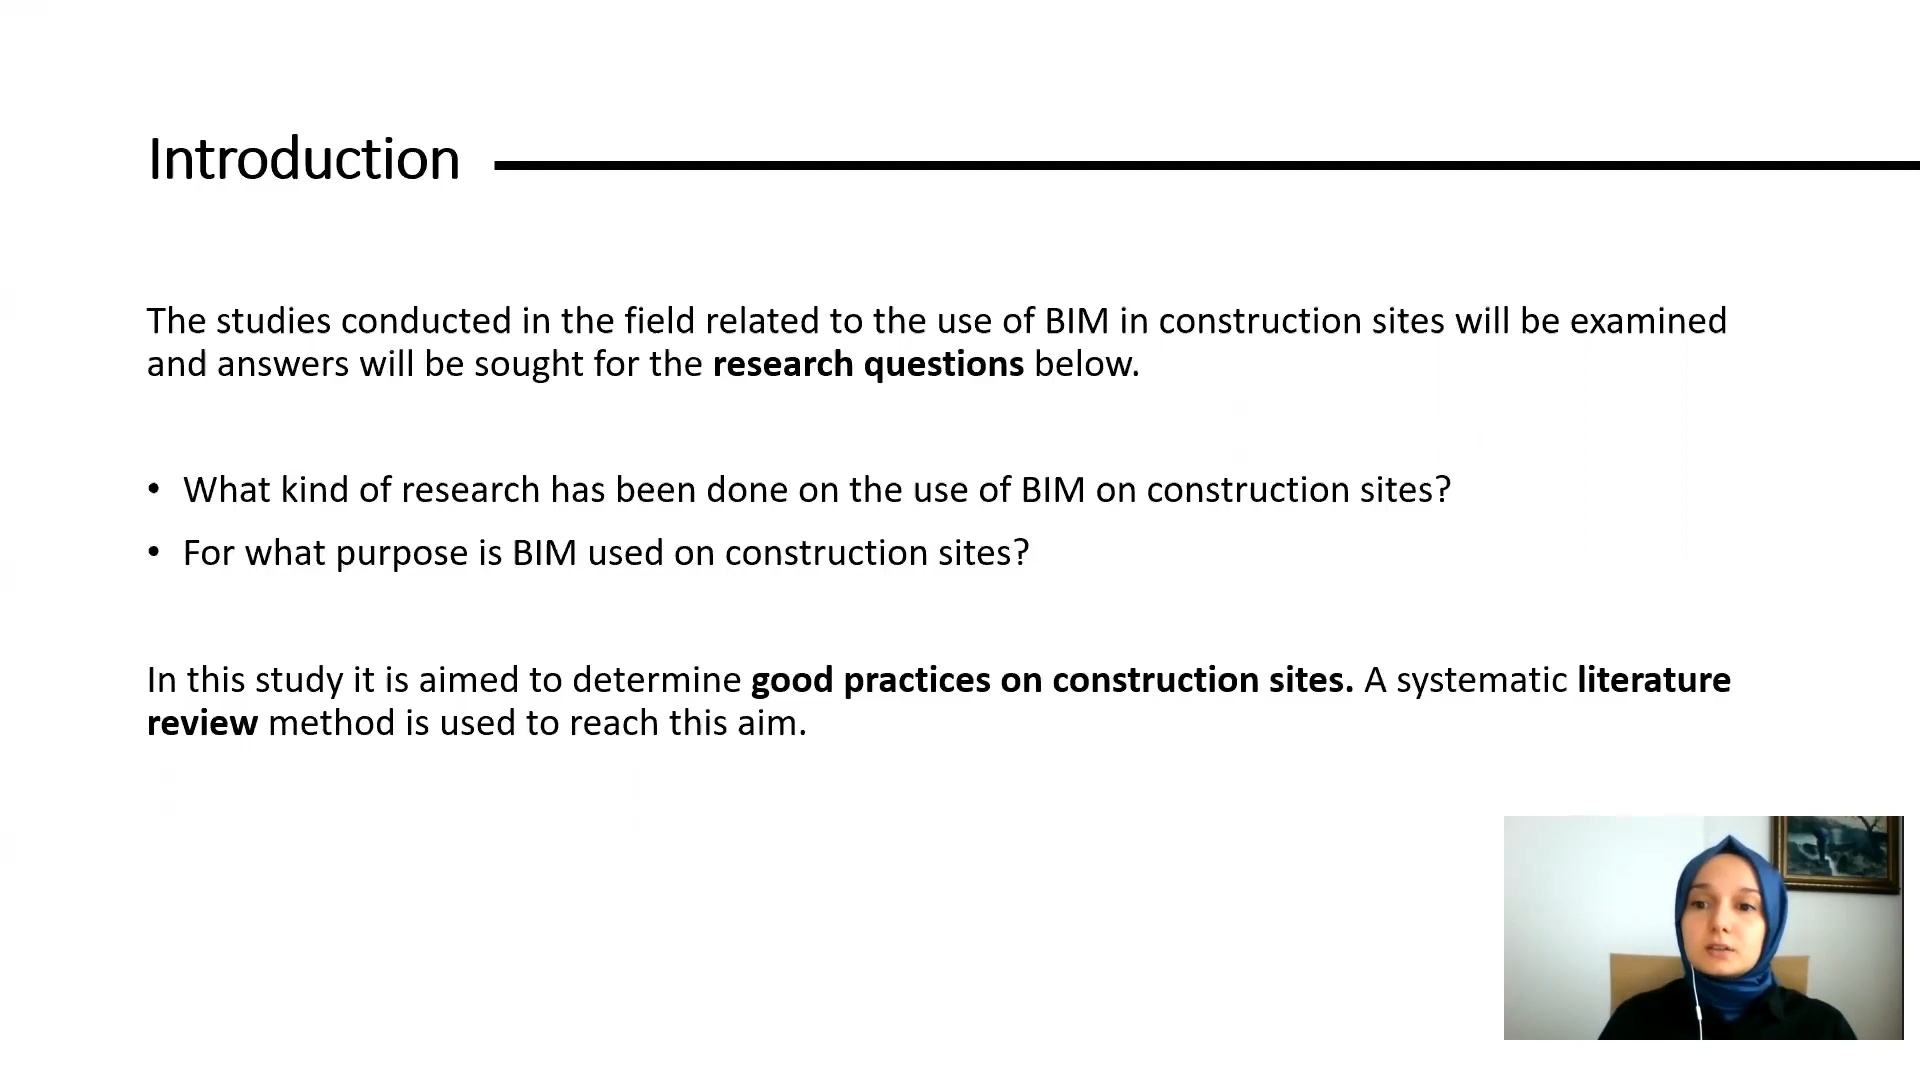 Introduction
The studies conducted in the field related to the use of BIM in construction sites will be examined
and answers will be sought for the research questions below.
• What kind of research has been done on the use of BIM on construction sites?
• For what purpose is BIM used on construction sites?
In this study it is aimed to determine good practices on construction sites. A systematic literature
review method is used to reach this aim.